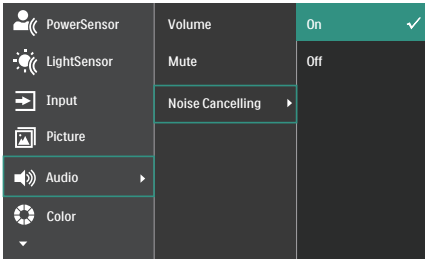 PowerSensor
LightSensor
Input
Picture
Audio
Color
Volume
Mute
Noise Cancelling
On
Off